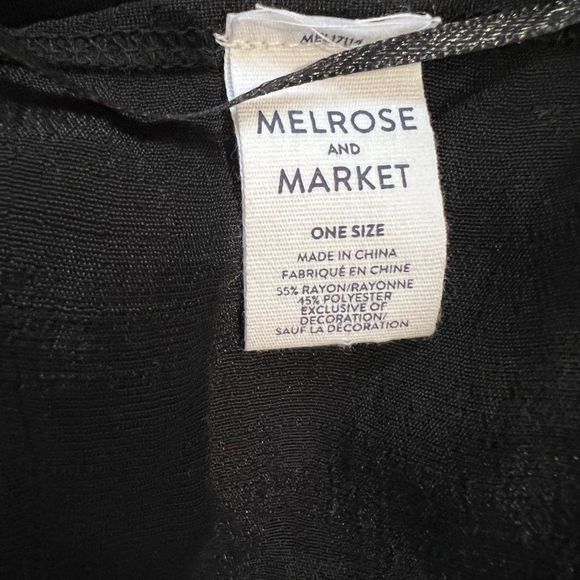 MELROSE
AND
MARKET
ONE SIZE
MADE IN CHINA
FABRIQUÉ EN CHINE
55% RAYON/RAYONNE
45% POLYESTER
EXCLUSIVE OF
DECORATION/
SAUF LA DÉCORATION